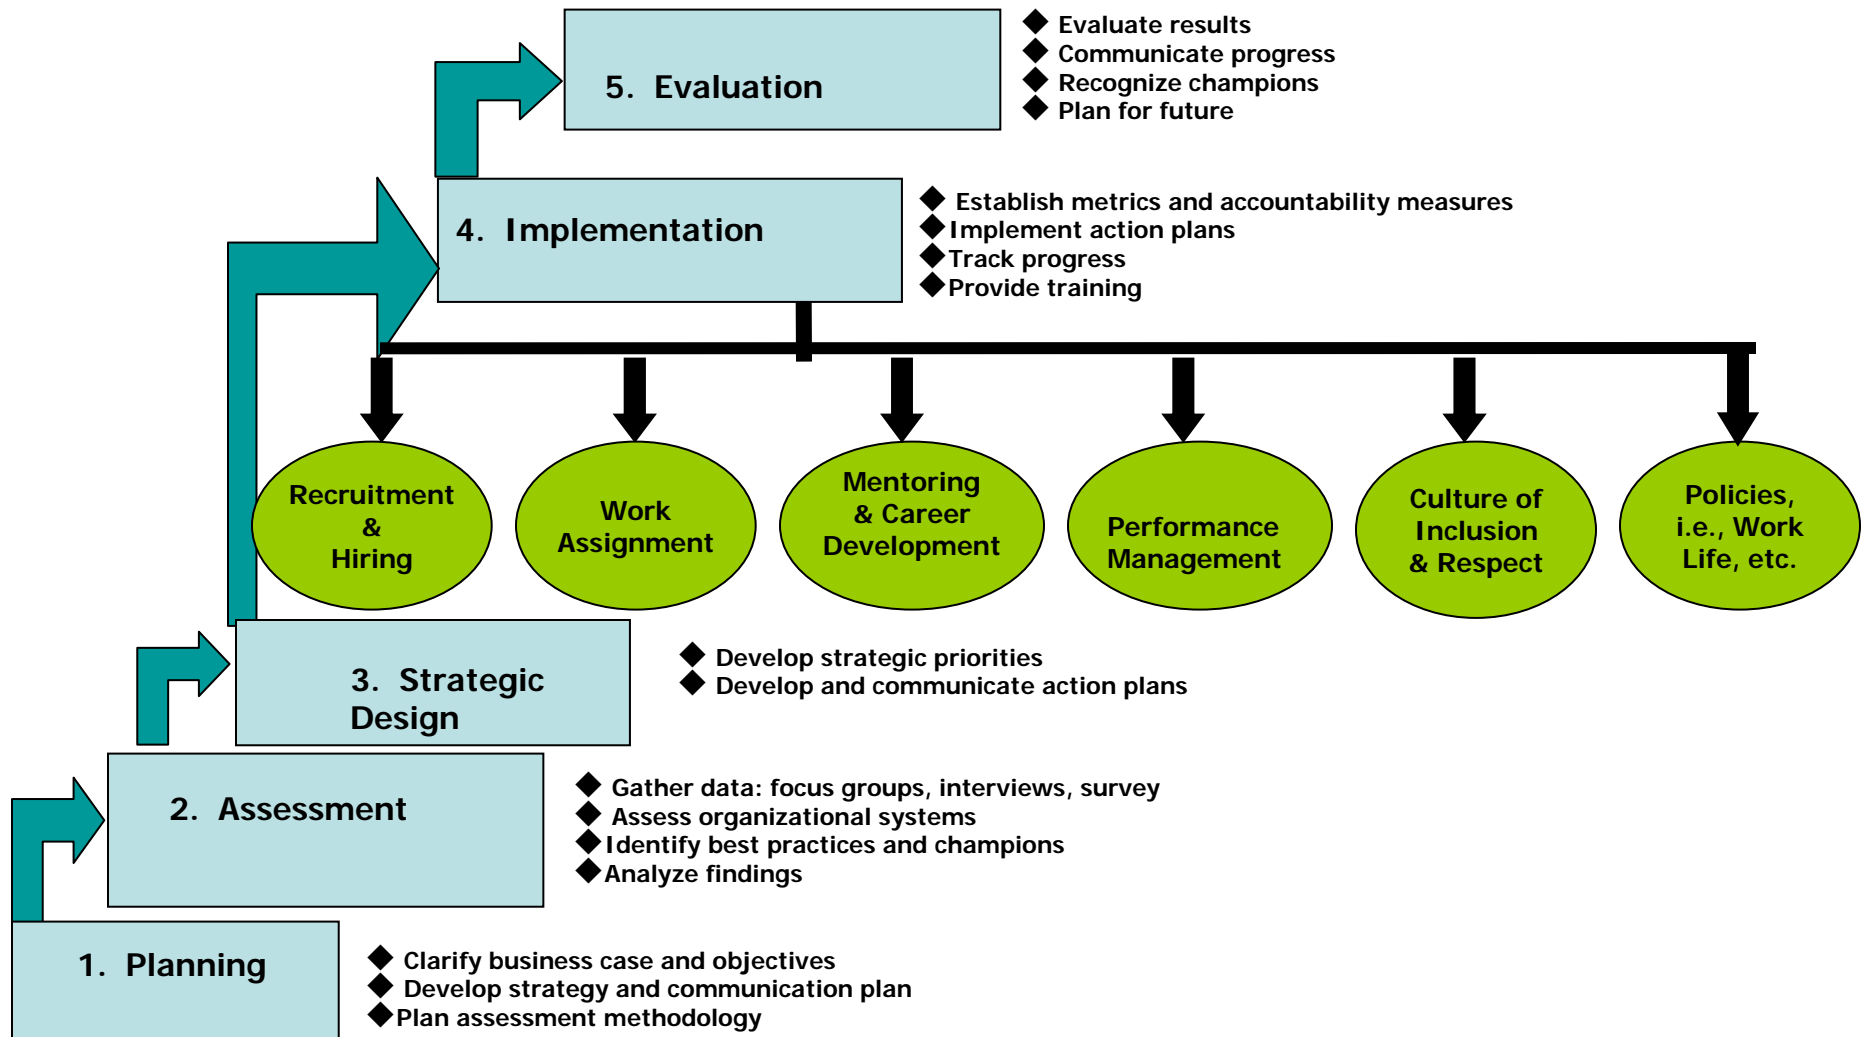 5. Evaluation
◆ Evaluate results
◆ Communicate progress
◆ Recognize champions
◆ Plan for future
4. Implementation
◆ Establish metrics and accountability measures
◆ Implement action plans
◆ Track progress
◆ Provide training
Recruitment
&
Hiring
Work
Assignment
Mentoring
& Career
Development
Performance
Management
Culture of
Inclusion
& Respect
Policies,
i.e., Work
Life, etc.
3. Strategic
Design
◆ Develop strategic priorities
◆ Develop and communicate action plans
2. Assessment
◆ Gather data: focus groups, interviews, survey
◆ Assess organizational systems
◆ Identify best practices and champions
◆ Analyze findings
1. Planning
◆ Clarify business case and objectives
◆ Develop strategy and communication plan
◆ Plan assessment methodology